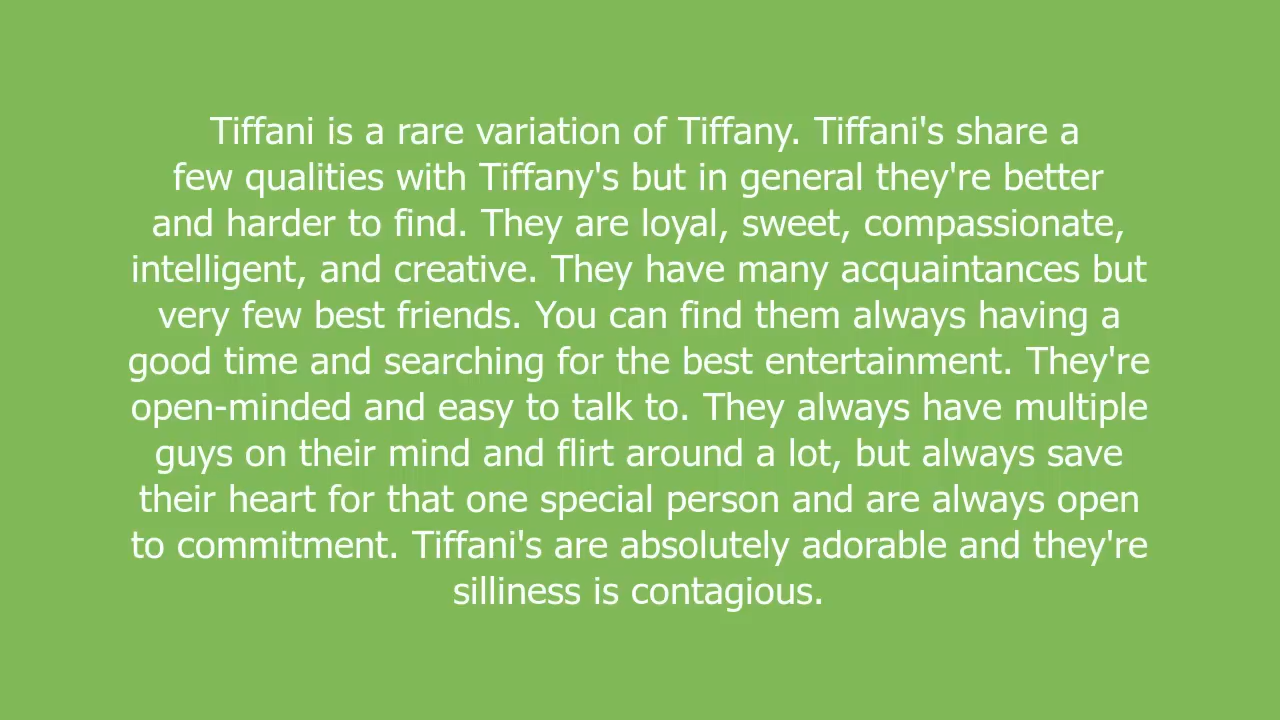 Tiffani is a rare variation of Tiffany. Tiffani's share a
few qualities with Tiffany's but in general they're better
and harder to find. They are loyal, sweet, compassionate,
intelligent, and creative. They have many acquaintances but
very few best friends. You can find them always having a
good time and searching for the best entertainment. They're
open-minded and easy to talk to. They always have multiple
guys on their mind and flirt around a lot, but always save
their heart for that one special person and are always open
to commitment. Tiffani's are absolutely adorable and they're
silliness is contagious.